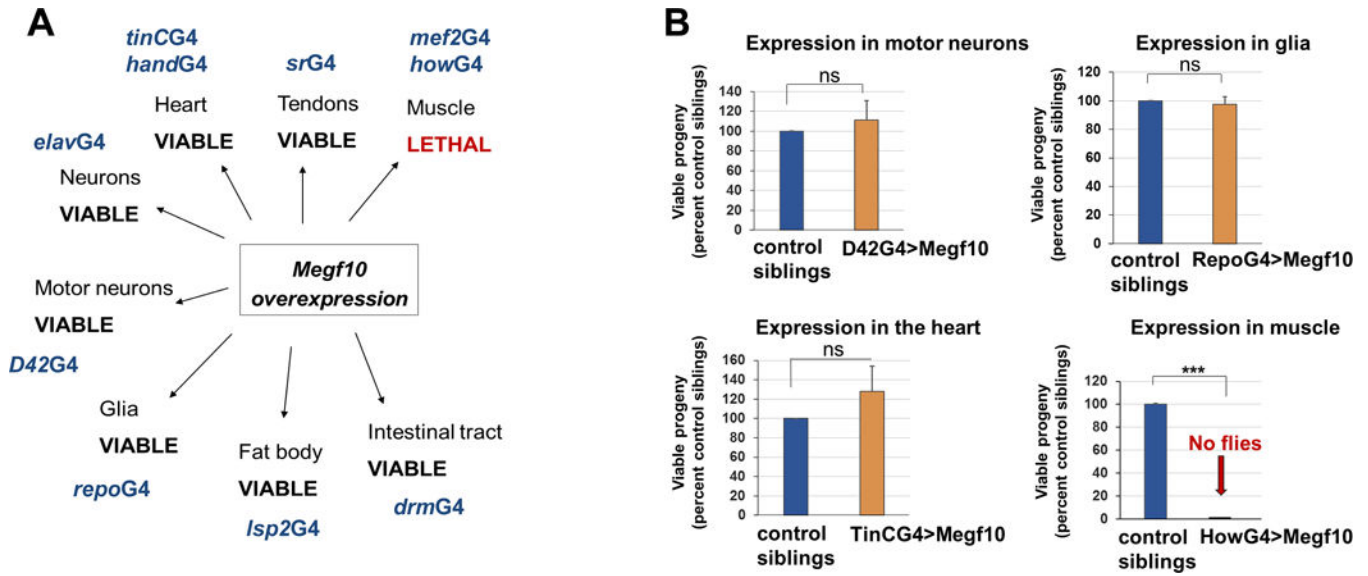 A
tinCG4
handG4
Heart
VIABLE
srG4
Tendons
VIABLE
mef2G4
howG4
Muscle
LETHAL
elavG4
Neurons
VIABLE
Megf10
overexpression
Motor neurons
VIABLE
D42G4
Glia
VIABLE
repoG4
Fat body
VIABLE
lsp2G4
Intestinal tract
VIABLE
drmG4
B
Expression in motor neurons
ns
Viable progeny
(percent control siblings)
140
120
100
80
60
40
20
0
control
siblings
D42G4>Megf10
Expression in glia
ns
Viable progeny
(percent control siblings)
120
100
80
60
40
20
0
control
siblings
RepoG4>Megf10
Expression in the heart
ns
Viable progeny
(percent control siblings)
160
140
120
100
80
60
40
20
0
control
siblings
TinCG4>Megf10
Expression in muscle
***
No flies
Viable progeny
(percent control siblings)
120
100
80
60
40
20
0
control
siblings
HowG4>Megf10